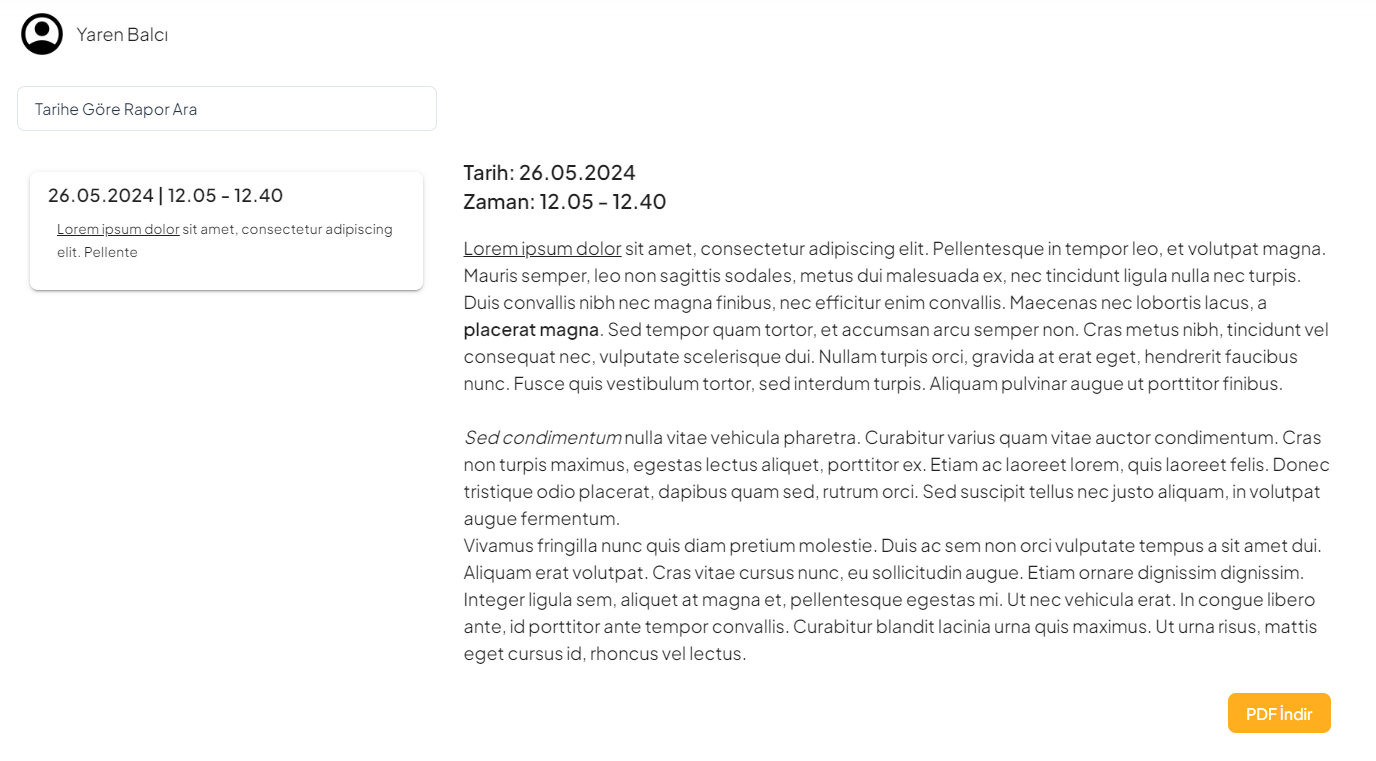 Yaren Balcı
Tarihe Göre Rapor Ara
26.05.2024 | 12.05 - 12.40
Lorem ipsum dolor sit amet, consectetur adipiscing
elit. Pellente
Tarih: 26.05.2024
Zaman: 12.05 - 12.40
Lorem ipsum dolor sit amet, consectetur adipiscing elit. Pellentesque in tempor leo, et volutpat magna.
Mauris semper, leo non sagittis sodales, metus dui malesuada ex, nec tincidunt ligula nulla nec turpis.
Duis convallis nibh nec magna finibus, nec efficitur enim convallis. Maecenas nec lobortis lacus, a
placerat magna. Sed tempor quam tortor, et accumsan arcu semper non. Cras metus nibh, tincidunt vel
consequat nec, vulputate scelerisque dui. Nullam turpis orci, gravida at erat eget, hendrerit faucibus
nunc. Fusce quis vestibulum tortor, sed interdum turpis. Aliquam pulvinar augue ut porttitor finibus.
Sed condimentum nulla vitae vehicula pharetra. Curabitur varius quam vitae auctor condimentum. Cras
non turpis maximus, egestas lectus aliquet, porttitor ex. Etiam ac laoreet lorem, quis laoreet felis. Donec
tristique odio placerat, dapibus quam sed, rutrum orci. Sed suscipit tellus nec justo aliquam, in volutpat
augue fermentum.
Vivamus fringilla nunc quis diam pretium molestie. Duis ac sem non orci vulputate tempus a sit amet dui.
Aliquam erat volutpat. Cras vitae cursus nunc, eu sollicitudin augue. Etiam ornare dignissim dignissim.
Integer ligula sem, aliquet at magna et, pellentesque egestas mi. Ut nec vehicula erat. In congue libero
ante, id porttitor ante tempor convallis. Curabitur blandit lacinia urna quis maximus. Ut urna risus, mattis
eget cursus id, rhoncus vel lectus.
PDF İndir